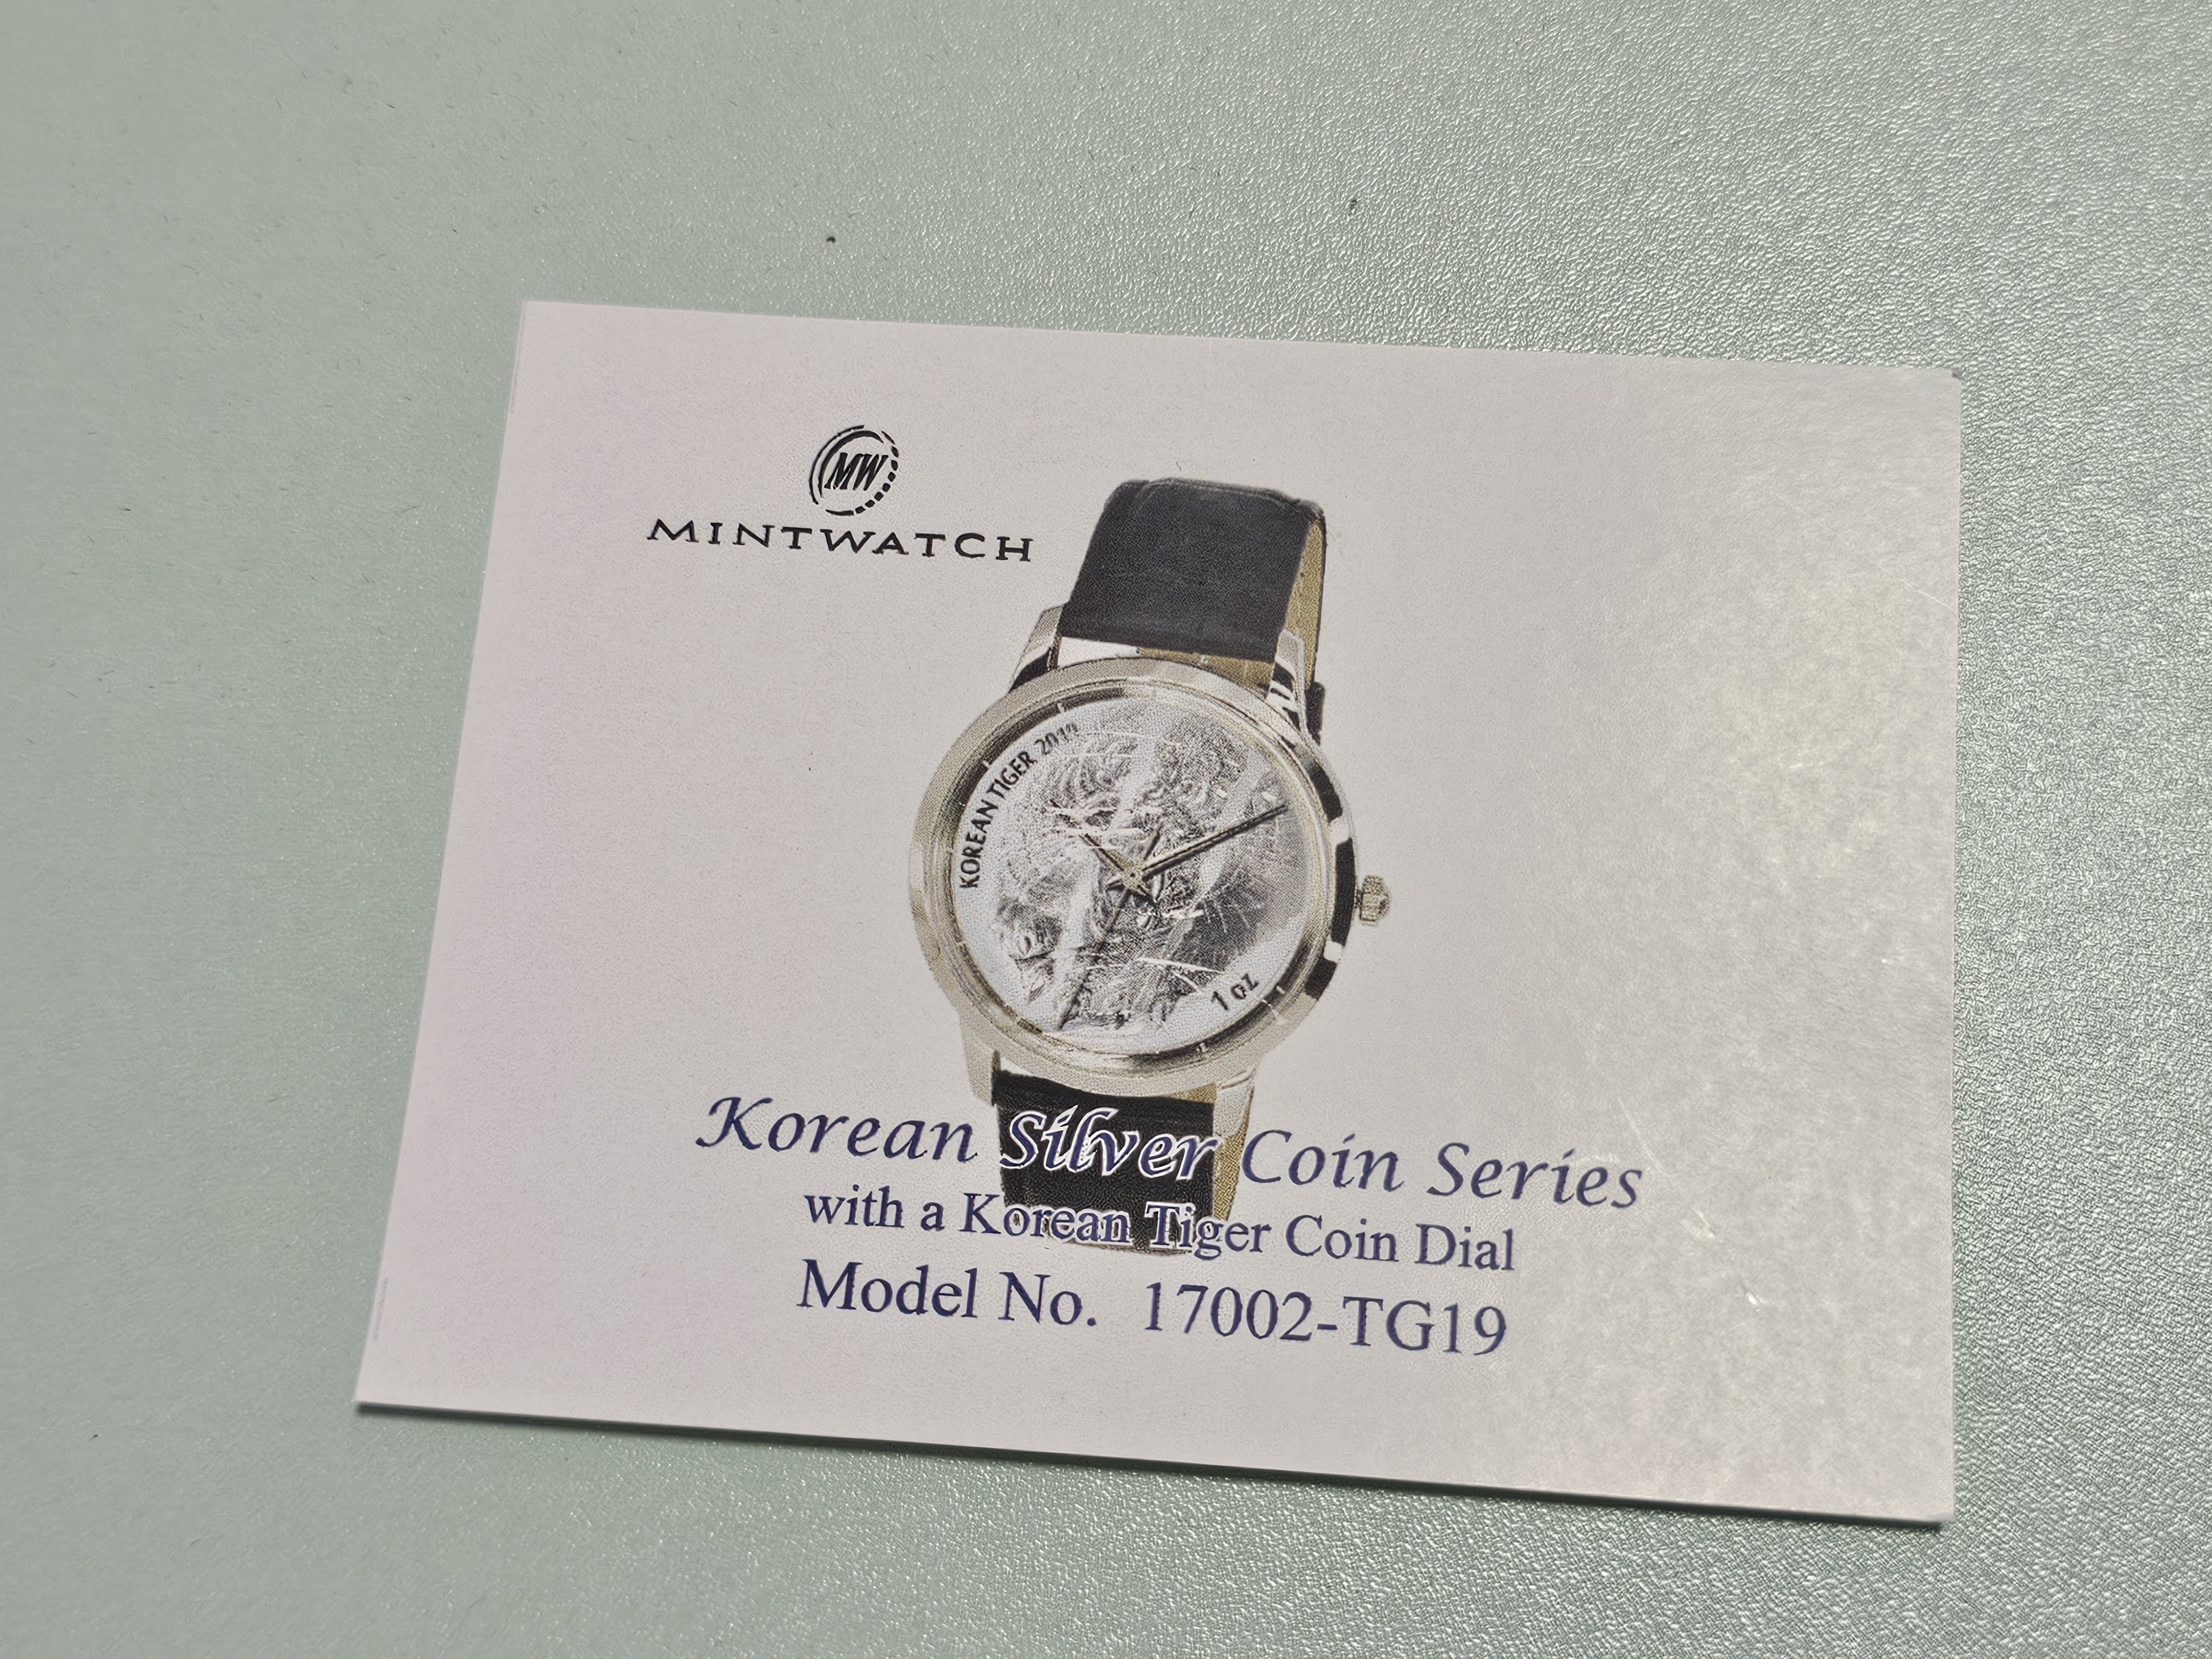 MW
MINTWATCH
KOREAN TIGER 2019
1 oz
Korean Silver Coin Series
with a Korean Tiger Coin Dial
Model No. 17002-TG19